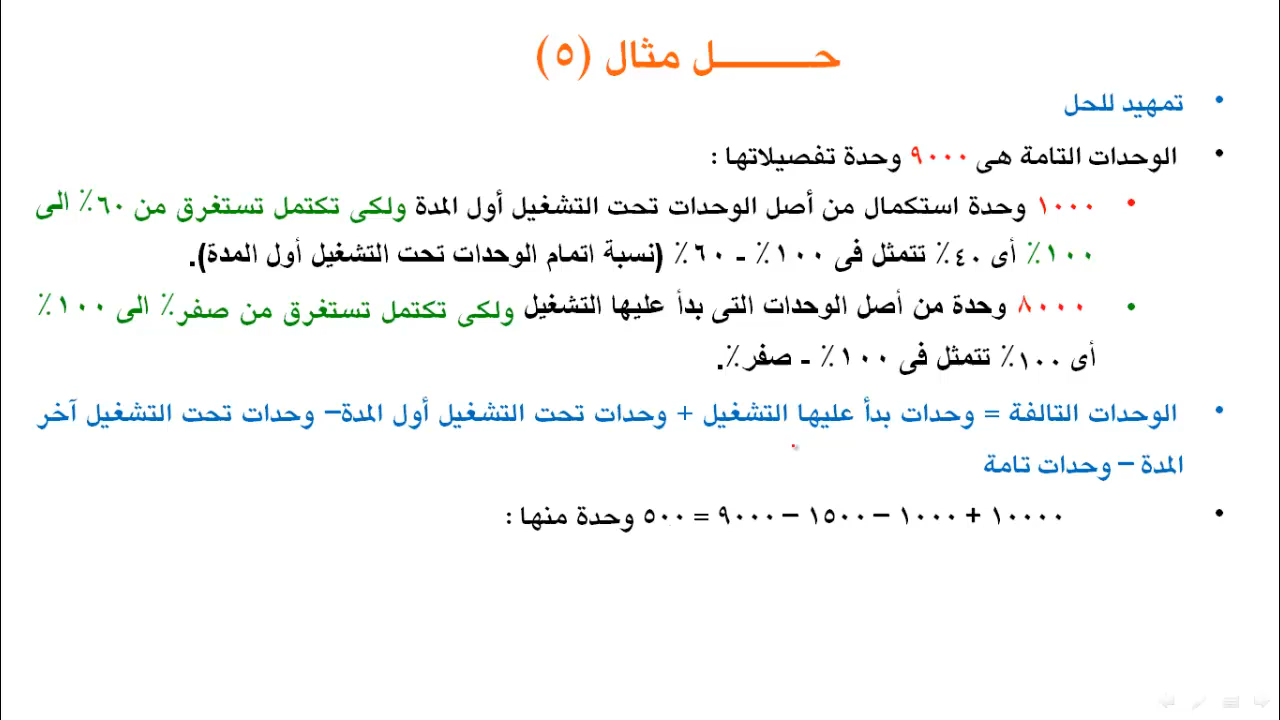 حـــــــــــل مثال (٥)
• تمهيد للحل
• الوحدات التامة هى ٩٠٠٠ وحدة تفصيلاتها :
• ١٠٠٠ وحدة استكمال من أصل الوحدات تحت التشغيل أول المدة ولكى تكتمل تستغرق من ٦٠٪ الى
١٠٠٪ أى ٤٠٪ تتمثل فى ١٠٠٪ - ٦٠٪ (نسبة اتمام الوحدات تحت التشغيل أول المدة).
• ٨٠٠٠ وحدة من أصل الوحدات التى بدأ عليها التشغيل ولكى تكتمل تستغرق من صفر٪ الى ١٠٠٪
أى ١٠٠٪ تتمثل فى ١٠٠٪ - صفر٪.
• الوحدات التالفة = وحدات بدأ عليها التشغيل + وحدات تحت التشغيل أول المدة– وحدات تحت التشغيل آخر
المدة – وحدات تامة
• ١٠٠٠٠ + ١٠٠٠ – ١٥٠٠ – ٩٠٠٠ = ٥٠٠ وحدة منها :